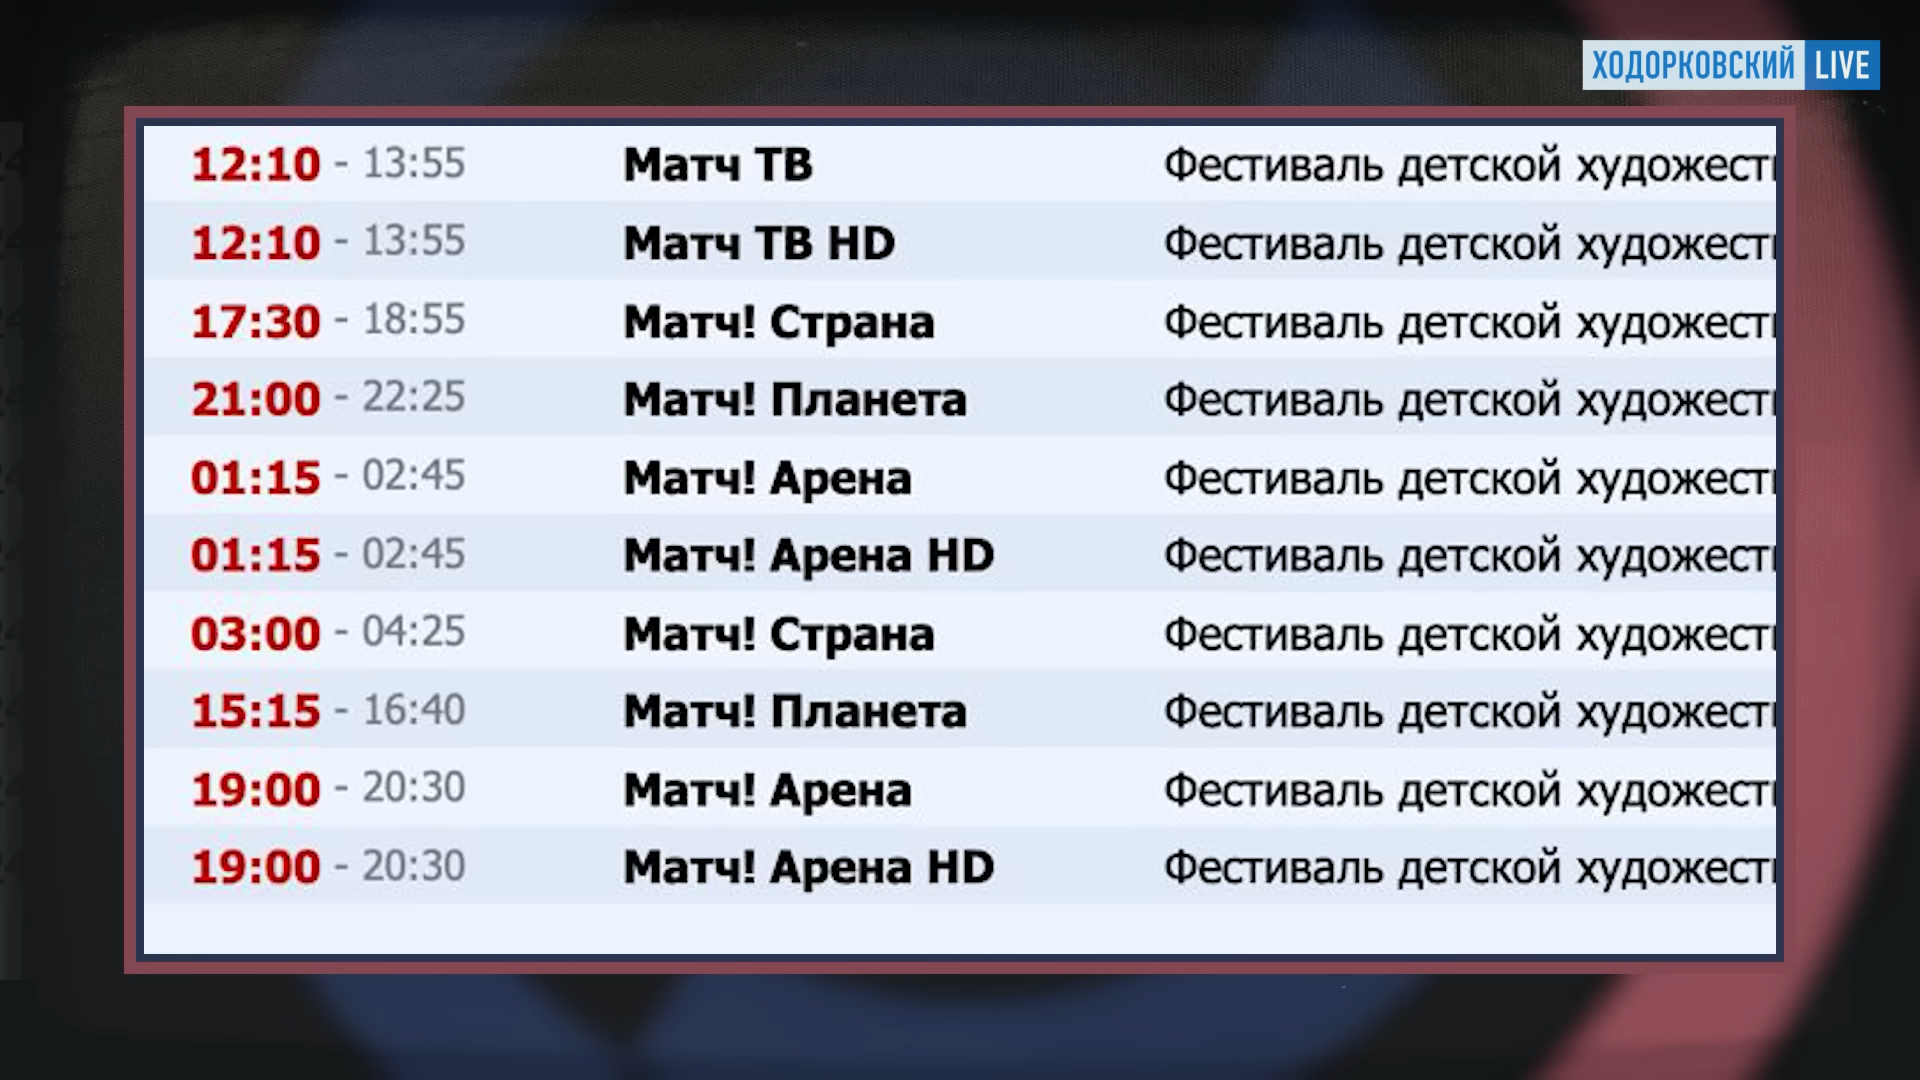 ХОДОРКОВСКИЙ LIVE
12:10 - 13:55 Матч ТВ Фестиваль детской
12:10 - 13:55 Матч ТВ HD Фестиваль детской
17:30 - 18:55 Матч! Страна Фестиваль детской
21:00 - 22:25 Матч! Планета Фестиваль детской
01:15 - 02:45 Матч! Арена Фестиваль детской
01:15 - 02:45 Матч! Арена HD Фестиваль детской
03:00 - 04:25 Матч! Страна Фестиваль детской
15:15 - 16:40 Матч! Планета Фестиваль детской
19:00 - 20:30 Матч! Арена Фестиваль детской
19:00 - 20:30 Матч! Арена HD Фестиваль детской